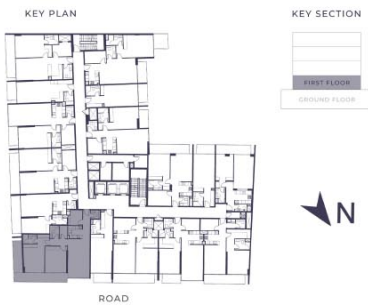 KEY PLAN
KEY SECTION
FIRST FLOOR
GROUND FLOOR
N
ROAD